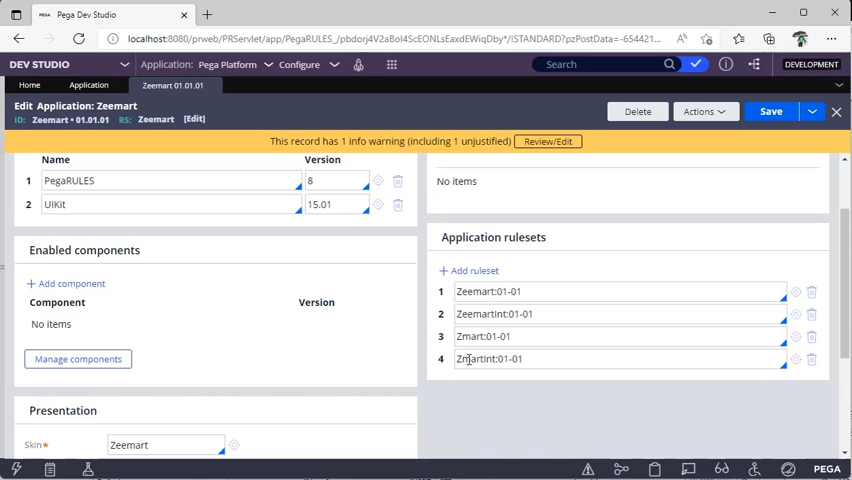 Pega Dev Studio
localhost:8080/prweb/app/PegaRULES_/pbdorj4V2aBol4ScEONLsEaxdEWiqDby*/!STANDARD?pzPostData=-654421...
DEV STUDIO
Application: Pega Platform
Configure
Search
DEVELOPMENT
Home
Application
Zeemart 01.01.01
Edit Application: Zeemart
ID: Zeemart • 01.01.01 RS: Zeemart [Edit]
Delete
Actions
Save
This record has 1 info warning (including 1 unjustified)
Review/Edit
Name Version
1 PegaRULES 8
2 UIKit 15.01
No items
Enabled components
+ Add component
Component Version
No items
Manage components
Application rulesets
+ Add ruleset
1 Zeemart:01-01
2 ZeemartInt:01-01
3 Zmart:01-01
4 ZmartInt:01-01
Presentation
Skin* Zeemart
PEGA